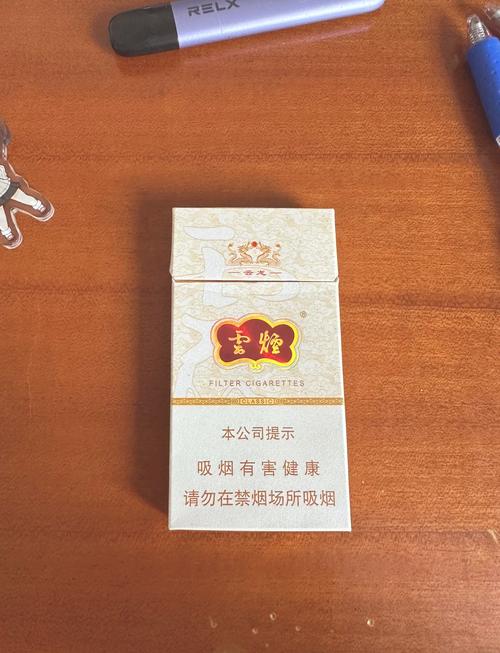 RELX
云龙
雲煙
®
FILTER CIGARETTES
CLASSIC
本公司提示
吸烟有害健康
请勿在禁烟场所吸烟